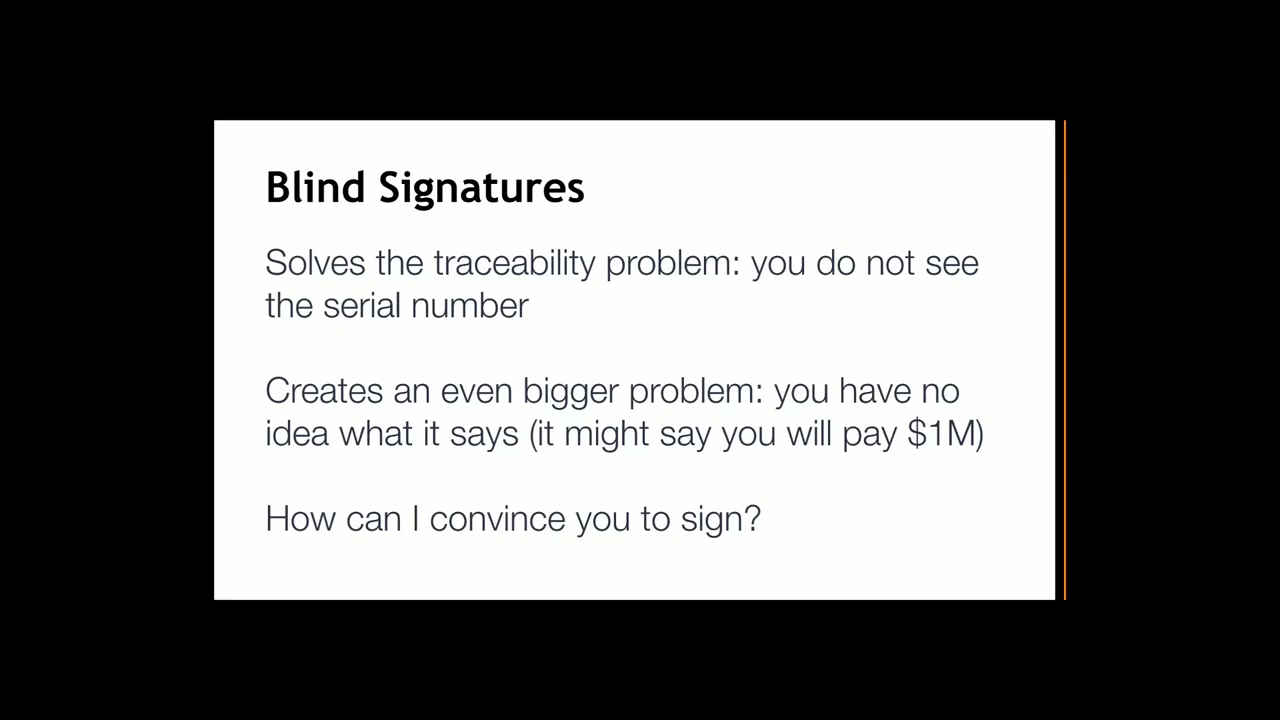 Blind Signatures
Solves the traceability problem: you do not see
the serial number
Creates an even bigger problem: you have no
idea what it says (it might say you will pay $1M)
How can I convince you to sign?